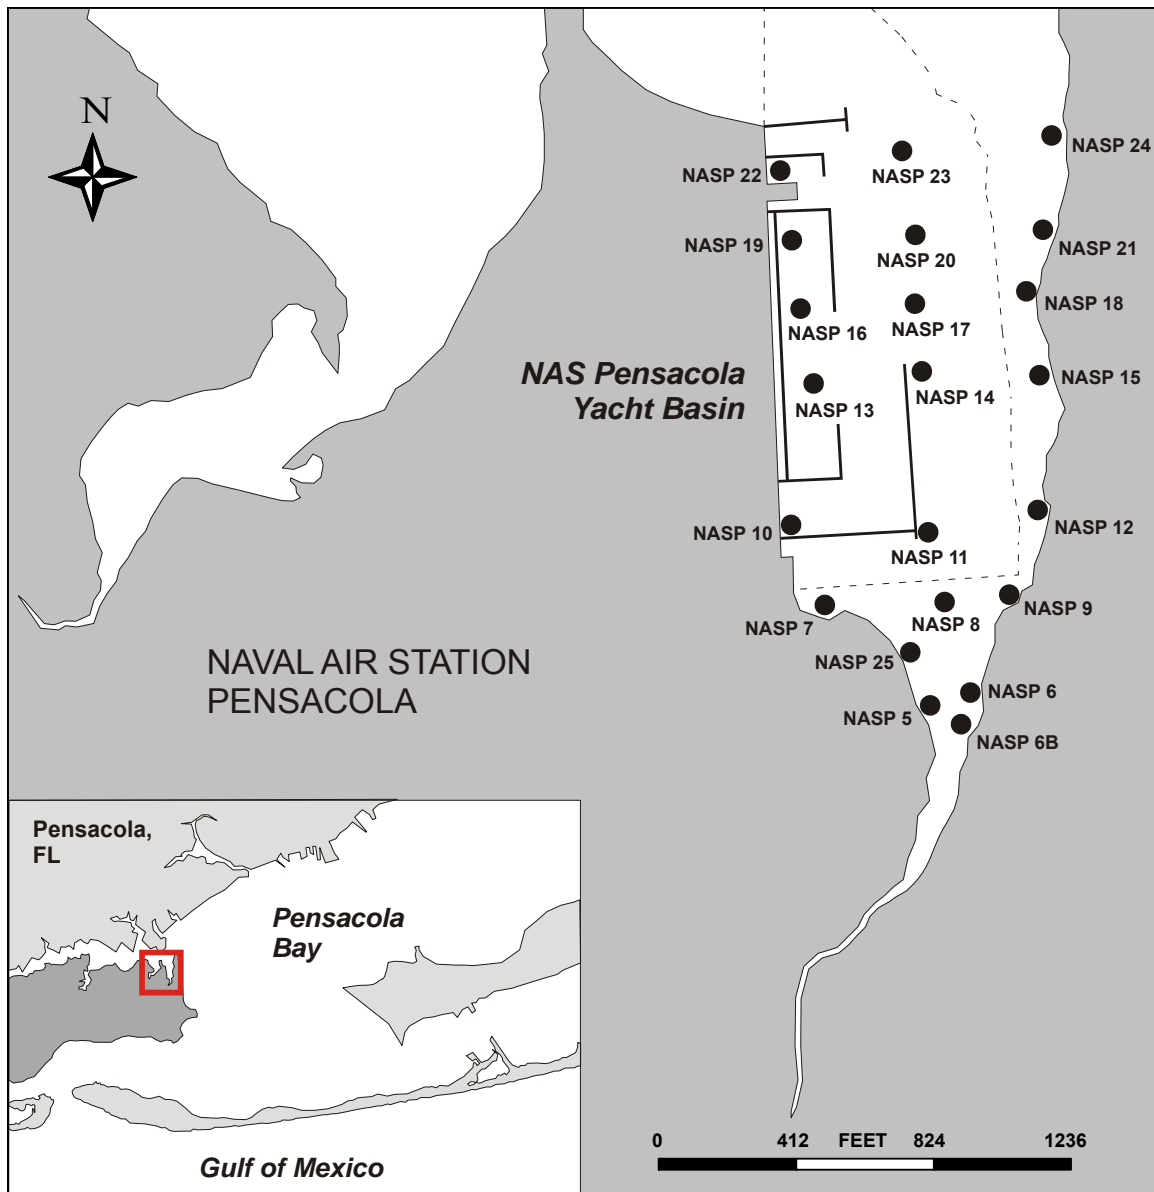 N
NASP 24
NASP 22
NASP 23
NASP 19
NASP 20
NASP 21
NASP 16
NASP 17
NASP 18
NAS Pensacola
Yacht Basin
NASP 13
NASP 14
NASP 15
NASP 10
NASP 11
NASP 12
NASP 7
NASP 8
NASP 9
NASP 25
NASP 5
NASP 6
NASP 6B
NAVAL AIR STATION
PENSACOLA
Pensacola,
FL
Pensacola
Bay
Gulf of Mexico
0 412 FEET 824 1236